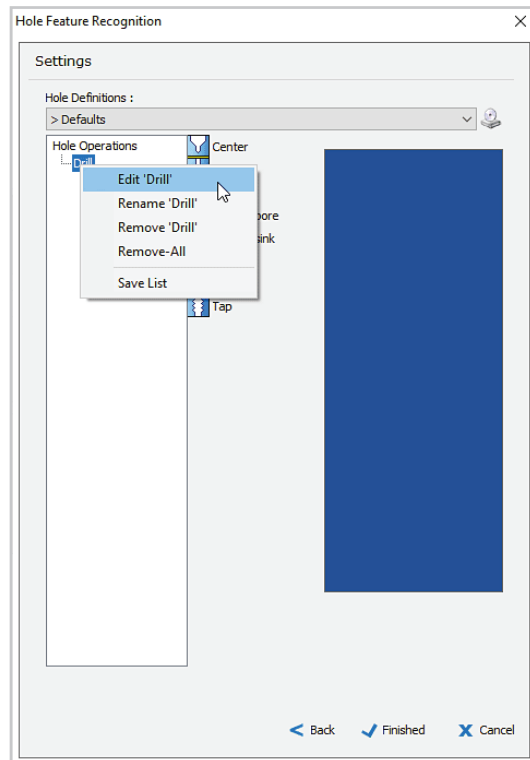 Hole Feature Recognition
Settings
Hole Definitions :
> Defaults
Hole Operations
Center
Drill
Edit 'Drill'
Rename 'Drill'
Remove 'Drill'
Remove-All
Save List
Tap
Back
Finished
Cancel